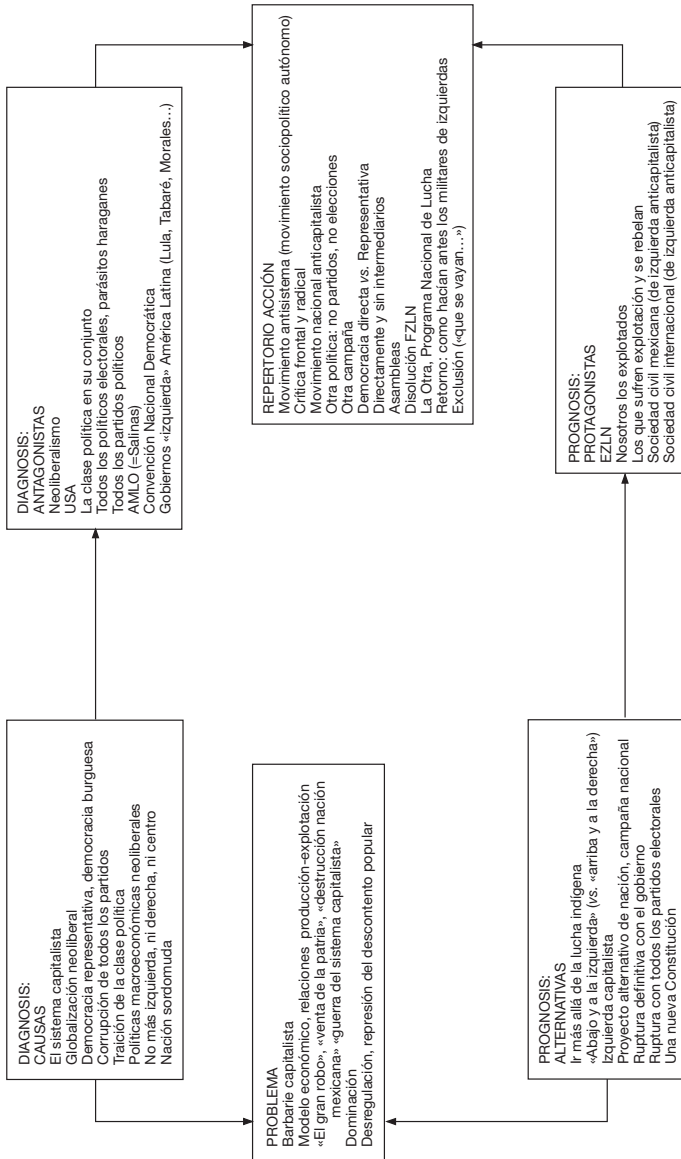 DIAGNOSIS:
CAUSAS
El sistema capitalista
Globalización neoliberal
Democracia representativa, democracia burguesa
Corrupción de todos los partidos
Traición de la clase política
Políticas macroeconómicas neoliberales
No más izquierda, ni derecha, ni centro
Nación sordomuda
DIAGNOSIS:
ANTAGONISTAS
Neoliberalismo
USA
La clase política en su conjunto
Todos los políticos electorales, parásitos haraganes
Todos los partidos políticos
AMLO (=Salinas)
Convención Nacional Democrática
Gobiernos «izquierda» América Latina (Lula, Tabaré, Morales...)
PROBLEMA
Barbarie capitalista
Modelo económico, relaciones producción-explotación
«El gran robo», «venta de la patria», «destrucción nación
mexicana» «guerra del sistema capitalista»
Dominación
Desregulación, represión del descontento popular
REPERTORIO ACCIÓN
Movimiento antisistema (movimiento sociopolítico autónomo)
Crítica frontal y radical
Movimiento nacional anticapitalista
Otra política: no partidos, no elecciones
Otra campaña
Democracia directa vs. Representativa
Directamente y sin intermediarios
Asambleas
Disolución FZLN
La Otra, Programa Nacional de Lucha
Retorno: como hacían antes los militares de izquierdas
Exclusión («que se vayan...»)
PROGNOSIS:
ALTERNATIVAS
Ir más allá de la lucha indígena
«Abajo y a la izquierda» (vs. «arriba y a la derecha»)
Izquierda capitalista
Proyecto alternativo de nación, campaña nacional
Ruptura definitiva con el gobierno
Ruptura con todos los partidos electorales
Una nueva Constitución
PROGNOSIS:
PROTAGONISTAS
EZLN
Nosotros los explotados
Los que sufren explotación y se rebelan
Sociedad civil mexicana (de izquierda anticapitalista)
Sociedad civil internacional (de izquierda anticapitalista)